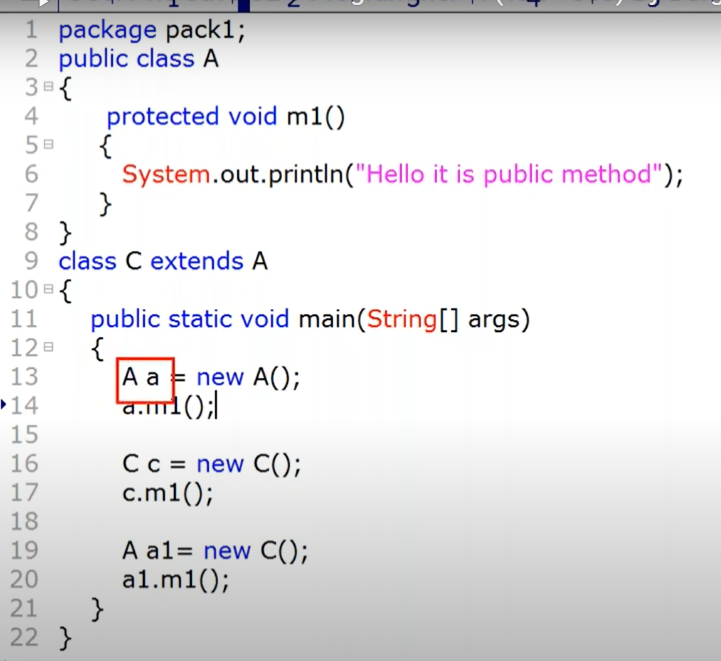 1 package pack1;
2 public class A
3 {
4 protected void m1()
5 {
6 System.out.println("Hello it is public method");
7 }
8 }
9 class C extends A
10 {
11 public static void main(String[] args)
12 {
13 A a = new A();
14 a.m1();
15
16 C c = new C();
17 c.m1();
18
19 A a1= new C();
20 a1.m1();
21 }
22 }